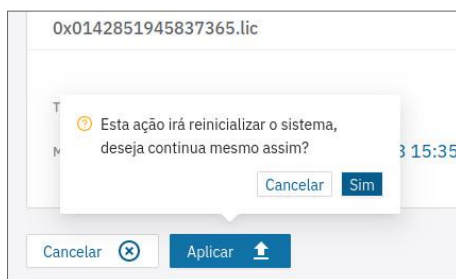 0x0142851945837365.lic
T
Esta ação irá reinicializar o sistema,
deseja continua mesmo assim?
M
3 15:35
Cancelar Sim
Cancelar
Aplicar